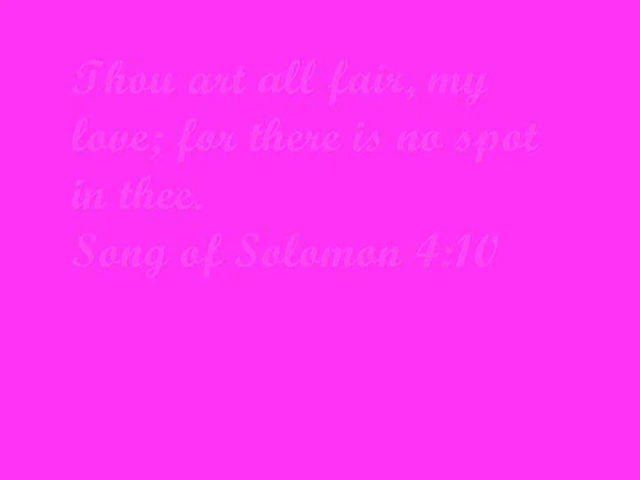 Thou art all fair, my
love; for there is no spot
in thee.
Song of Solomon 4:10